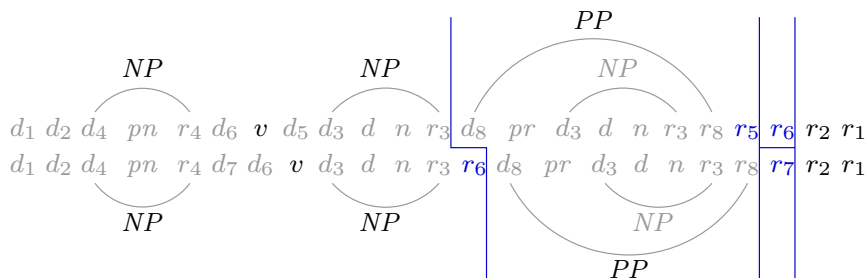 PP
NP NP NP
d₁ d₂ d₄ pn r₄ d₆ v d₅ d₃ d n r₃ d₈ pr d₃ d n r₃ r₈ r₅ r₆ r₂ r₁
d₁ d₂ d₄ pn r₄ d₇ d₆ v d₃ d n r₃ r₆ d₈ pr d₃ d n r₃ r₈ r₇ r₂ r₁
NP NP NP
PP